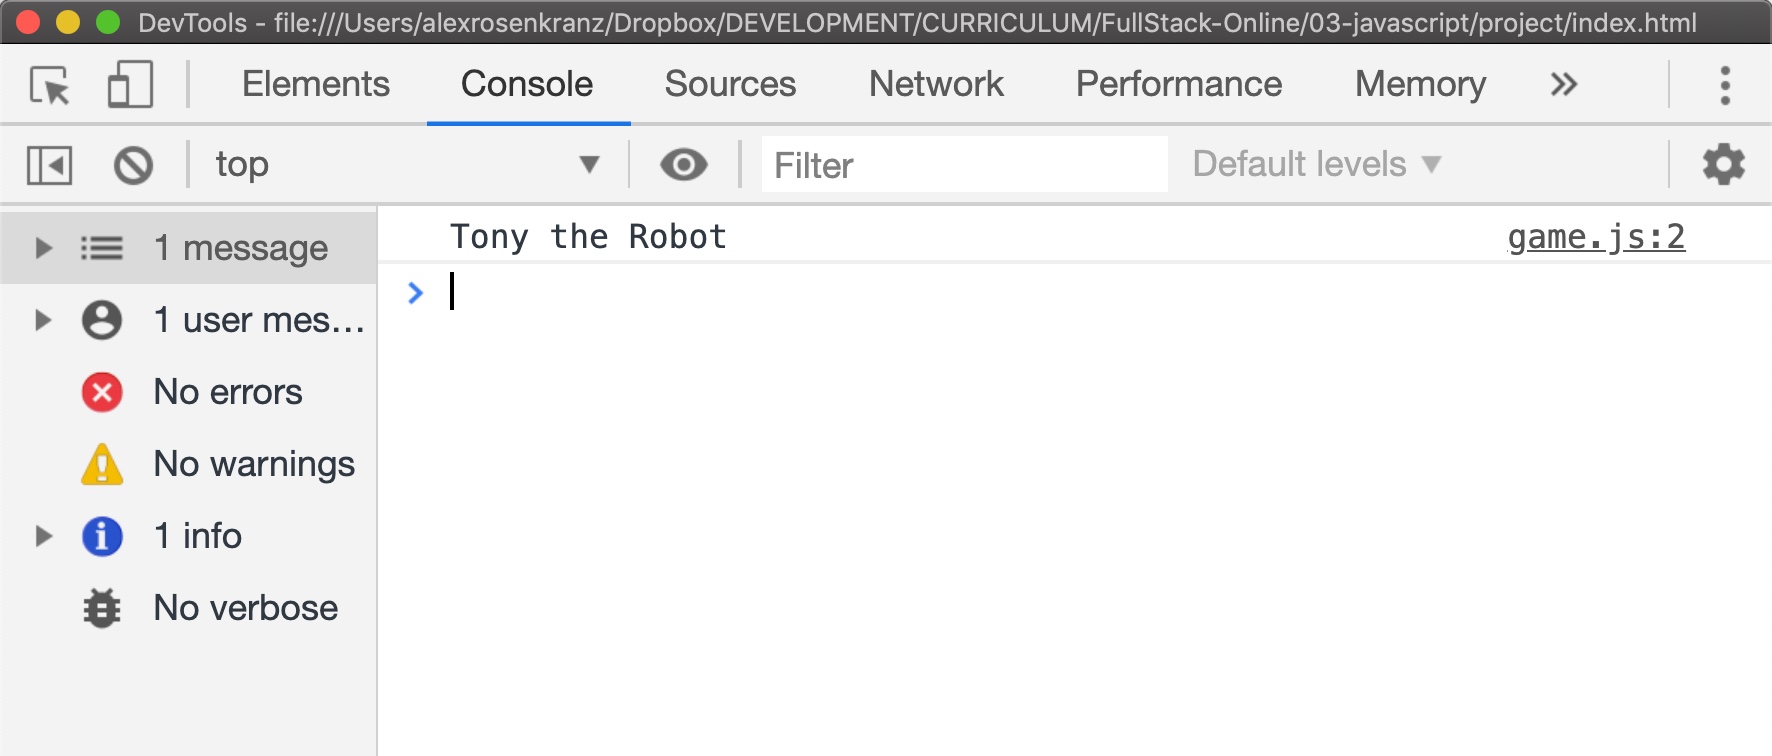 DevTools - file:///Users/alexrosenkranz/Dropbox/DEVELOPMENT/CURRICULUM/FullStack-Online/03-javascript/project/index.html
Elements Console Sources Network Performance Memory »
top ▼ Filter Default levels ▼
1 message
1 user mes...
No errors
No warnings
1 info
No verbose
Tony the Robot game.js:2
>